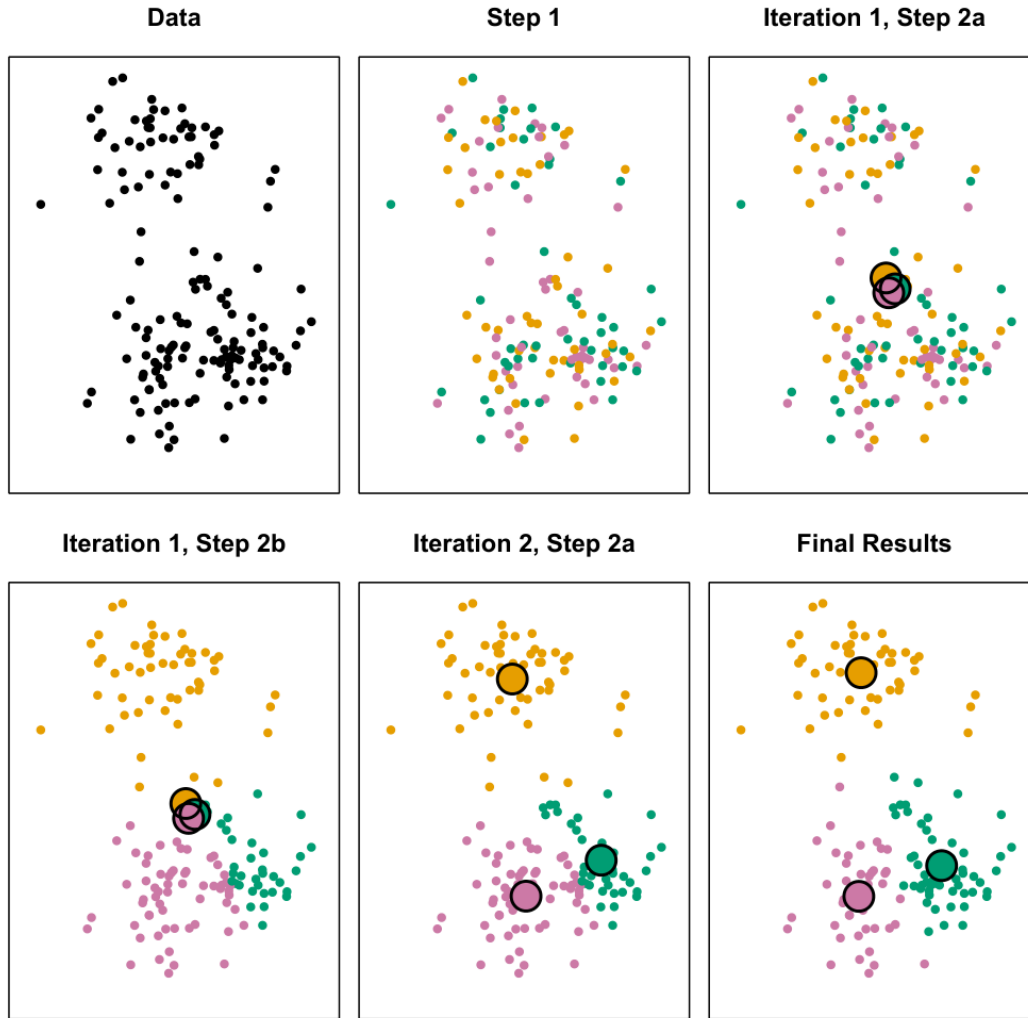 Data
Step 1
Iteration 1, Step 2a
Iteration 1, Step 2b
Iteration 2, Step 2a
Final Results